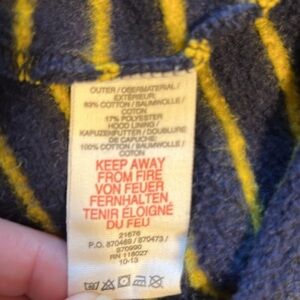 OUTER / OBERMATERIAL /
EXTERIEUR:
83% COTTON / BAUMWOLLE /
COTON
17% POLYESTER
HOOD LINING /
KAPUZENFUTTER / DOUBLURE
DE CAPUCHE:
100% COTTON / BAUMWOLLE /
COTON
KEEP AWAY
FROM FIRE
VON FEUER
FERNHALTEN
TENIR ÉLOIGNÉ
DU FEU
21676
P.O. 870469 / 870473 /
870990
RN 118027
10-13